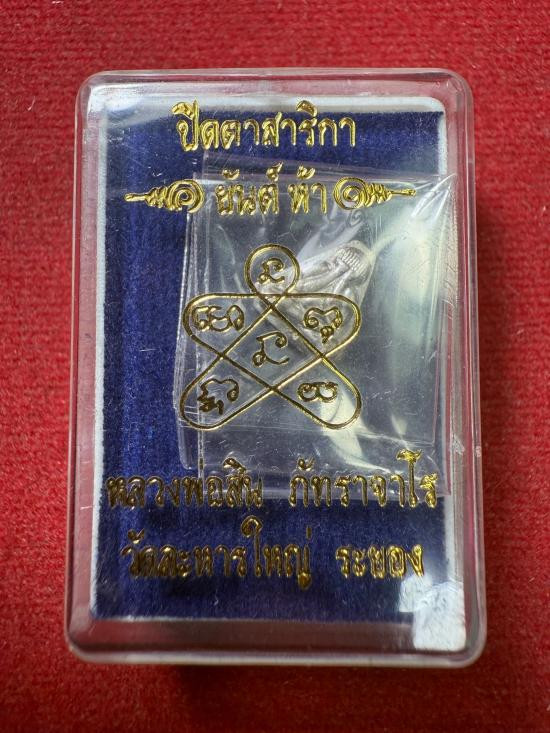 ปิดตาสาริกา
ยันต์ ห้า
หลวงพ่อสิน ภัทราจาโร
วัดละหารใหญ่ ระยอง